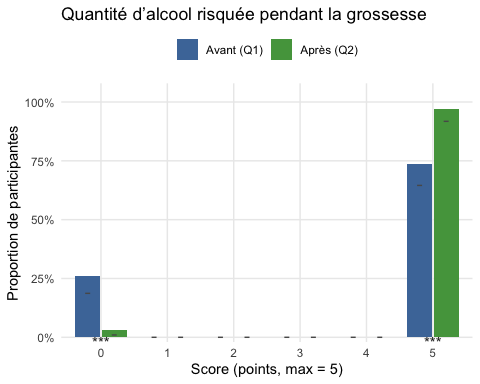 Quantité d’alcool risquée pendant la grossesse
Avant (Q1) Après (Q2)
Proportion de participantes
100%
75%
50%
25%
0%
*** ***
0 1 2 3 4 5
Score (points, max = 5)